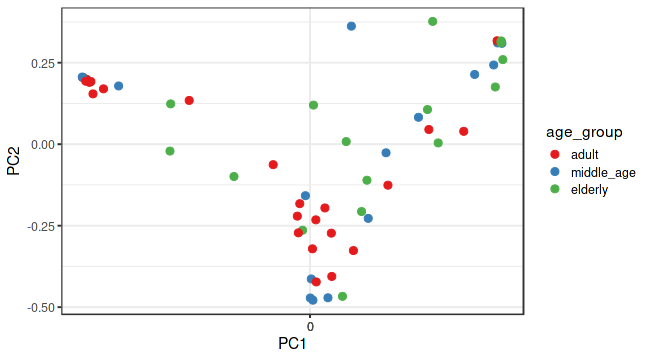 0.25
0.00
-0.25
-0.50
PC2
0
PC1
age_group
adult
middle_age
elderly